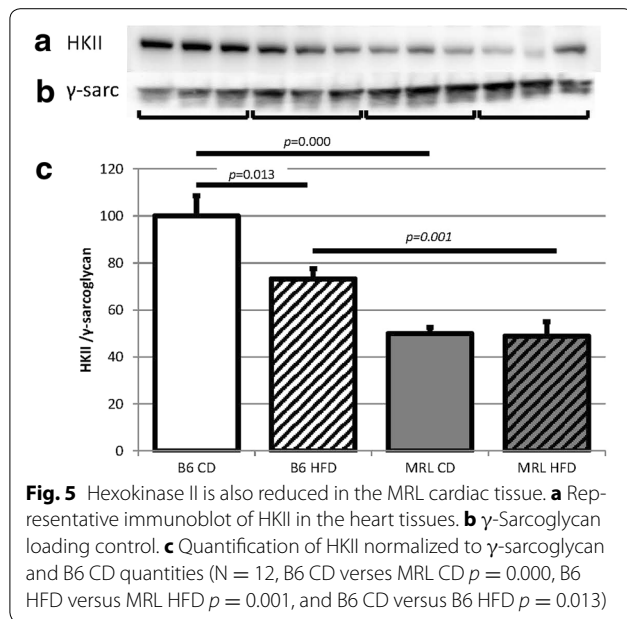 a HKII
b γ-sarc
c
p=0.000
120
p=0.013
100
p=0.001
80
60
40
20
0
HKII /γ-sarcoglycan
B6 CD B6 HFD MRL CD MRL HFD
Fig. 5 Hexokinase II is also reduced in the MRL cardiac tissue. a Rep-
resentative immunoblot of HKII in the heart tissues. b γ-Sarcoglycan
loading control. c Quantification of HKII normalized to γ-sarcoglycan
and B6 CD quantities (N = 12, B6 CD verses MRL CD p = 0.000, B6
HFD versus MRL HFD p = 0.001, and B6 CD versus B6 HFD p = 0.013)